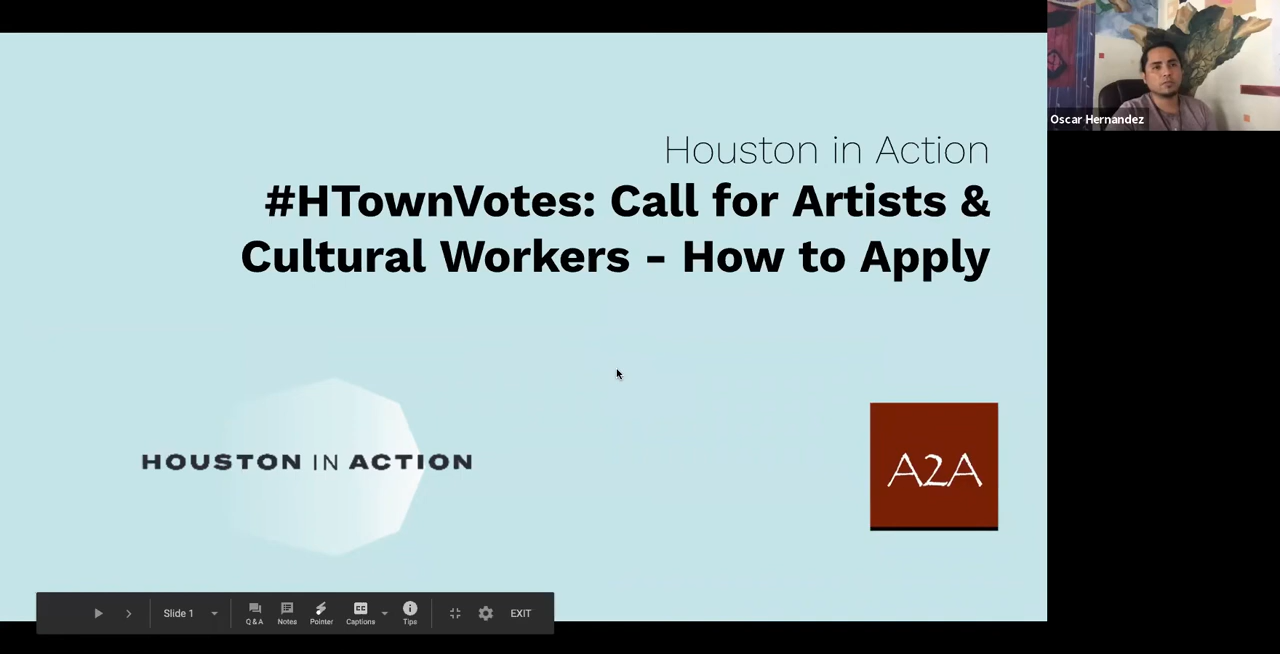 Oscar Hernandez
Houston in Action
#HTownVotes: Call for Artists &
Cultural Workers - How to Apply
HOUSTON IN ACTION
A2A
Slide 1
Q & A
Notes
Pointer
CC
Captions
Tips
EXIT